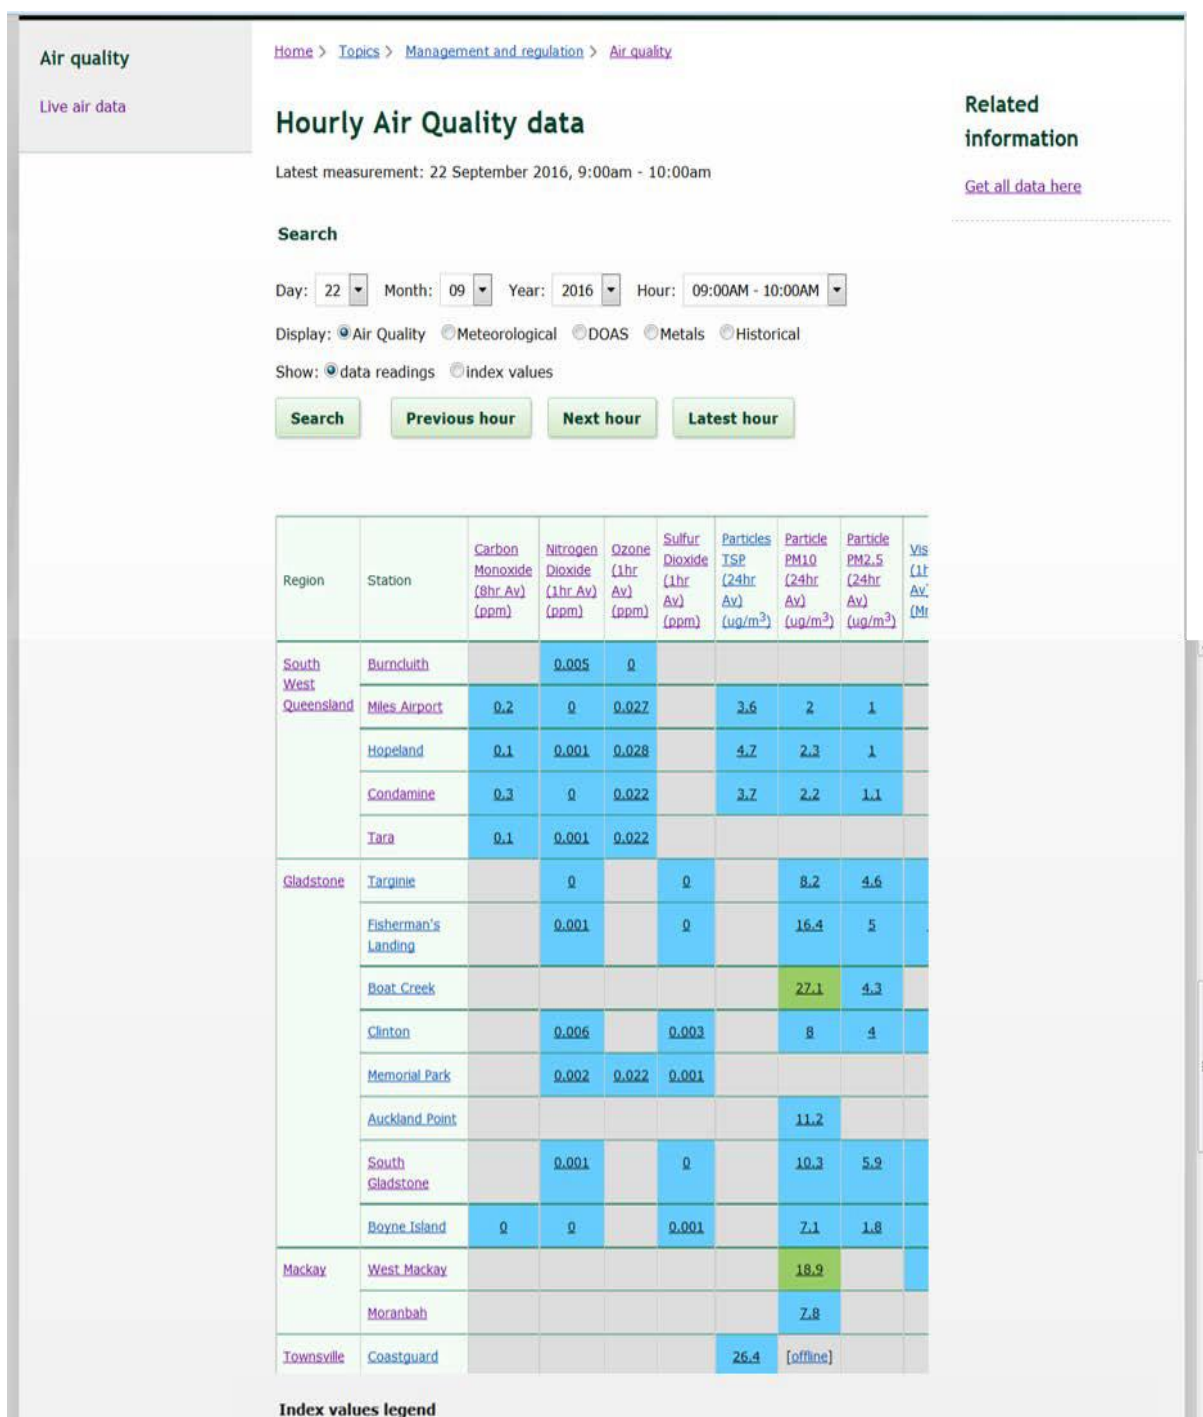 Air quality
Live air data
Home > Topics > Management and regulation > Air quality
Hourly Air Quality data
Latest measurement: 22 September 2016, 9:00am - 10:00am
Related
information
Get all data here
Search
Day: 22 Month: 09 Year: 2016 Hour: 09:00AM - 10:00AM
Display: Air Quality Meteorological DOAS Metals Historical
Show: data readings index values
Search Previous hour Next hour Latest hour
Region
Station
Carbon
Monoxide
(8hr Av)
(ppm)
Nitrogen
Dioxide
(1hr Av)
(ppm)
Ozone
(1hr
Av)
(ppm)
Sulfur
Dioxide
(1hr
Av)
(ppm)
Particles
TSP
(24hr
Av)
(ug/m³)
Particle
PM10
(24hr
Av)
(ug/m³)
Particle
PM2.5
(24hr
Av)
(ug/m³)
Vis
South
West
Queensland
Burncluith 0.005 0
Miles Airport 0.2 0 0.027 3.6 2 1
Hopeland 0.1 0.001 0.028 4.7 2.3 1
Condamine 0.3 0 0.022 3.7 2.2 1.1
Tara 0.1 0.001 0.022
Gladstone Targinie 0 0 8.2 4.6
Fisherman's
Landing 0.001 0 16.4 5
Boat Creek 27.1 4.3
Clinton 0.006 0.003 8 4
Memorial Park 0.002 0.022 0.001
Auckland Point 11.2
South
Gladstone 0.001 0 10.3 5.9
Boyne Island 0 0 0.001 7.1 1.8
Mackay West Mackay 18.9
Moranbah 7.8
Townsville Coastguard 26.4 [offline]
Index values legend